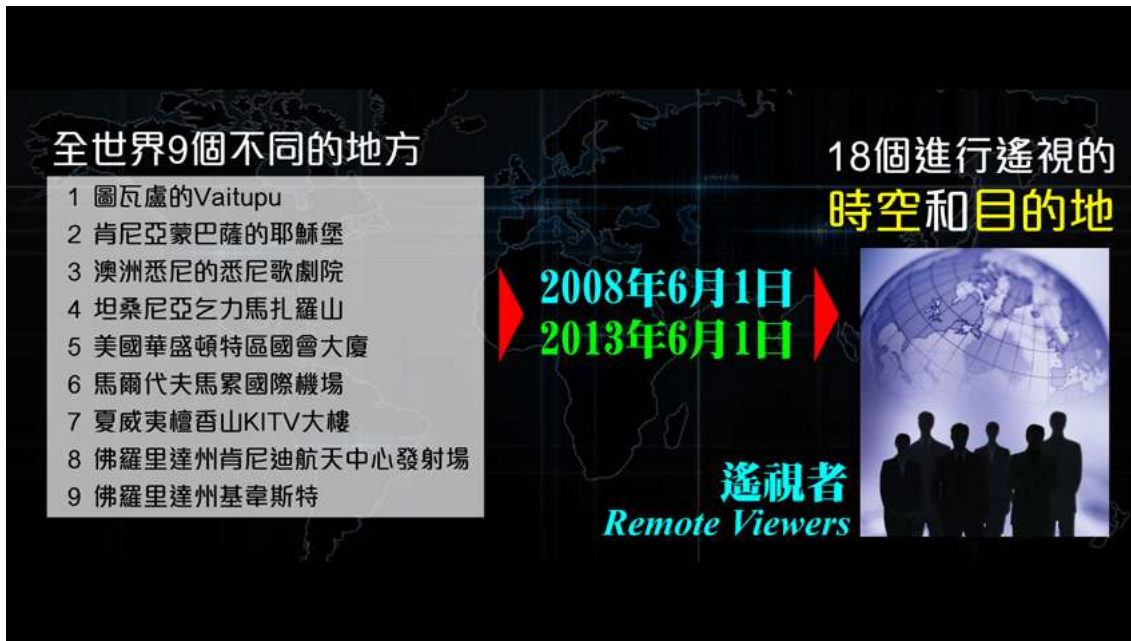 全世界9個不同的地方
1 圖瓦盧的Vaitupu
2 肯尼亞蒙巴薩的耶穌堡
3 澳洲悉尼的悉尼歌劇院
4 坦桑尼亞乞力馬扎羅山
5 美國華盛頓特區國會大廈
6 馬爾代夫馬累國際機場
7 夏威夷檀香山KITV大樓
8 佛羅里達州肯尼迪航天中心發射場
9 佛羅里達州基韋斯特
2008年6月1日
2013年6月1日
18個進行遙視的
時空和目的地
遙視者
Remote Viewers